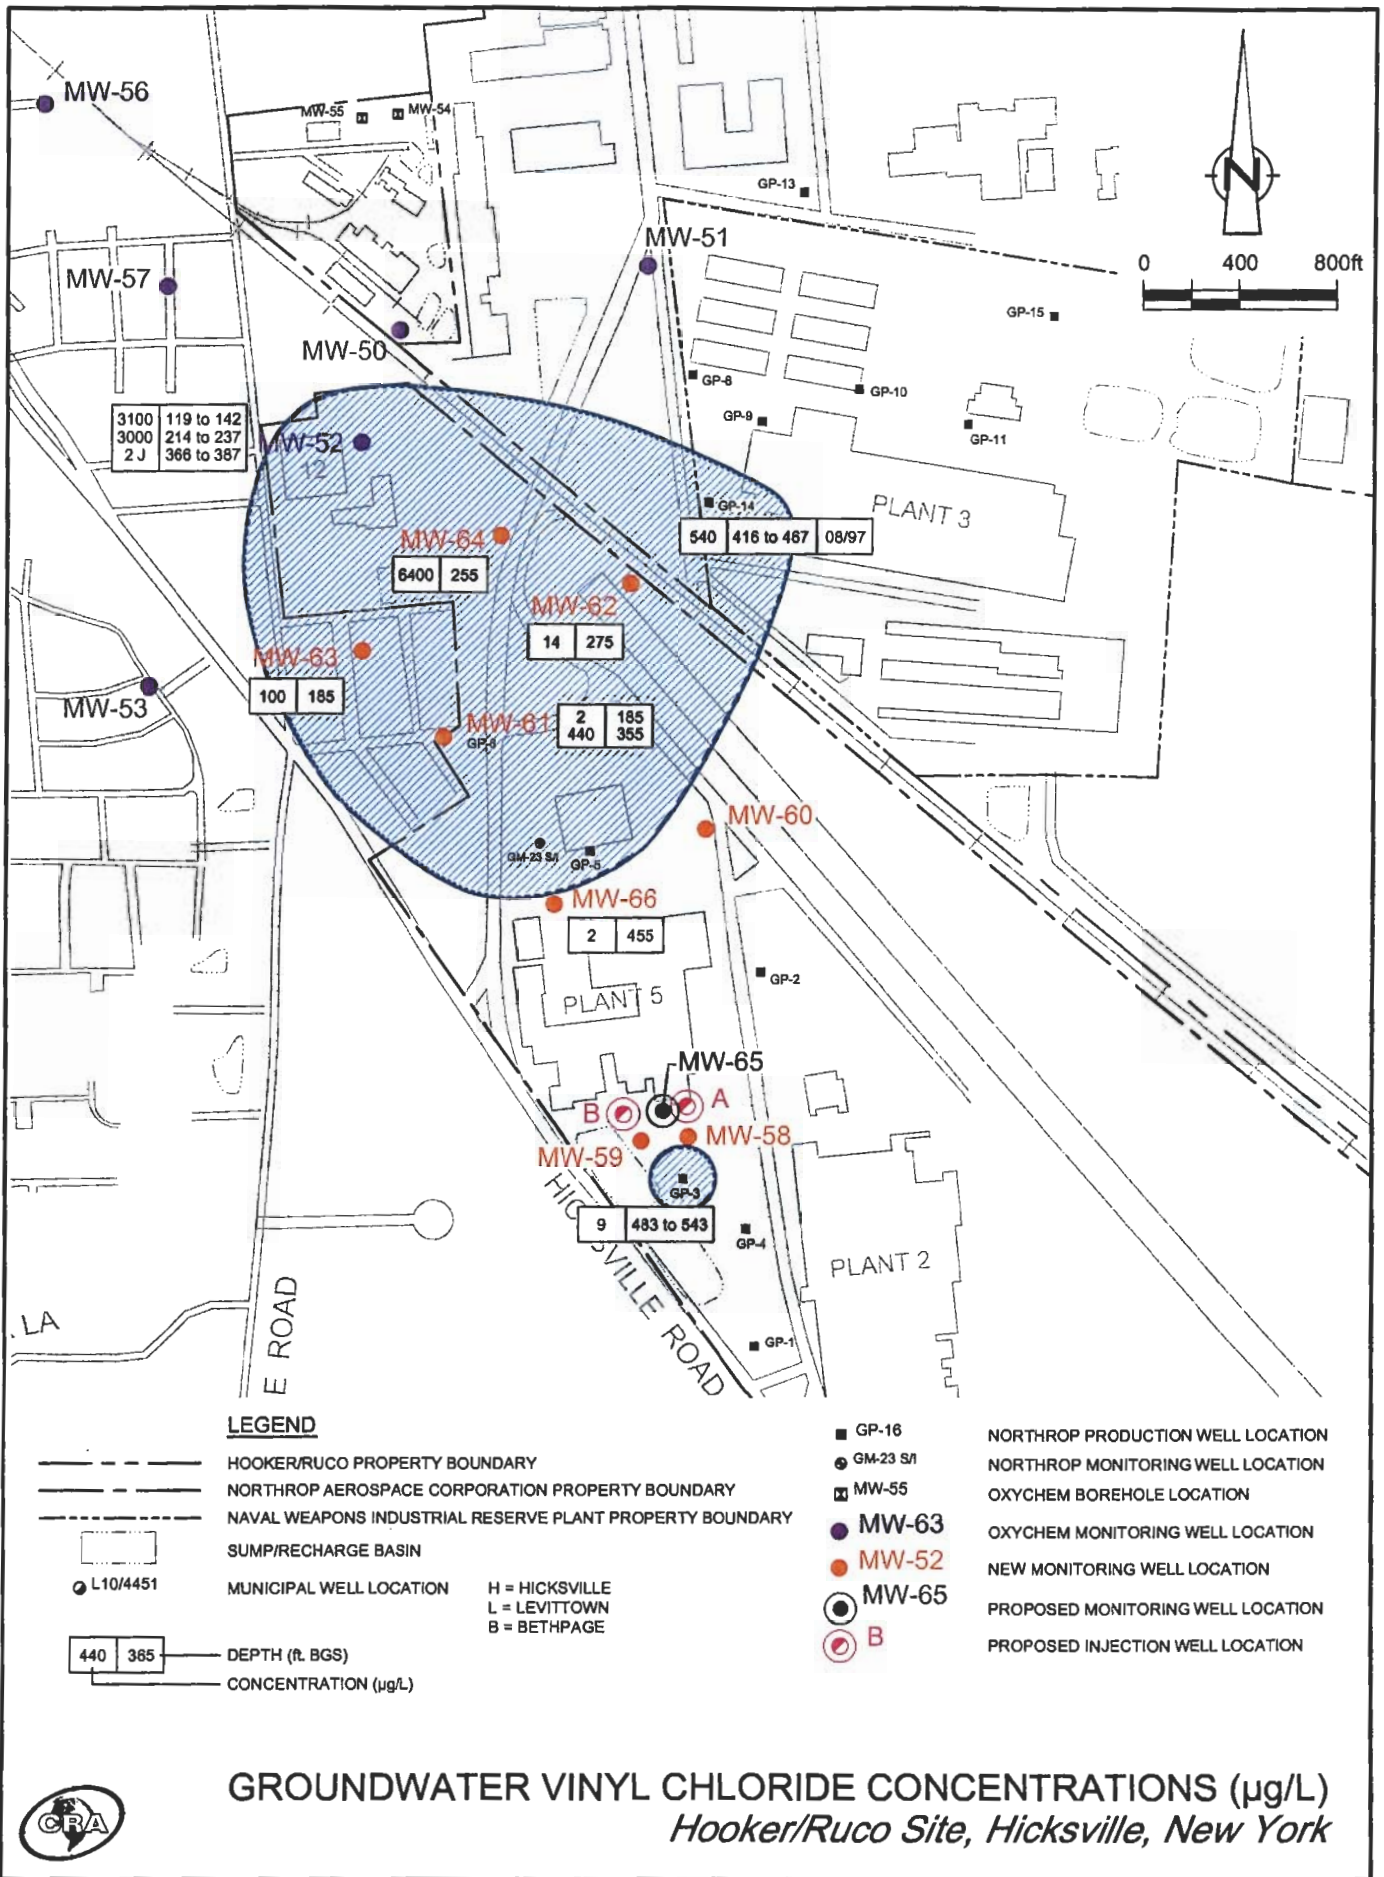 MW-56
MW-55
MW-54
GP-13
N
MW-51
MW-57
0 400 800ft
GP-15
MW-50
GP-8
GP-10
GP-9
GP-11
3100 119 to 142
3000 214 to 237
2 J 366 to 387
MW-52
12
GP-14
PLANT 3
540 416 to 467 08/97
MW-64
6400 255
MW-62
14 275
MW-63
100 185
MW-53
MW-61
2 185
440 355
MW-60
GM-23 S/I
GP-5
MW-66
2 455
GP-2
PLANT 5
MW-65
B
A
MW-58
MW-59
GP-3
9 483 to 543
GP-4
HICKSVILLE ROAD
PLANT 2
LA
E ROAD
GP-1
LEGEND
HOOKER/RUCO PROPERTY BOUNDARY
NORTHROP AEROSPACE CORPORATION PROPERTY BOUNDARY
NAVAL WEAPONS INDUSTRIAL RESERVE PLANT PROPERTY BOUNDARY
SUMP/RECHARGE BASIN
L10/4451 MUNICIPAL WELL LOCATION H = HICKSVILLE
L = LEVITTOWN
B = BETHPAGE
440 365 DEPTH (ft. BGS)
CONCENTRATION (µg/L)
GP-16 NORTHROP PRODUCTION WELL LOCATION
GM-23 S/I NORTHROP MONITORING WELL LOCATION
MW-55 OXYCHEM BOREHOLE LOCATION
MW-63 OXYCHEM MONITORING WELL LOCATION
MW-52 NEW MONITORING WELL LOCATION
MW-65 PROPOSED MONITORING WELL LOCATION
B PROPOSED INJECTION WELL LOCATION
CRA
GROUNDWATER VINYL CHLORIDE CONCENTRATIONS (µg/L)
Hooker/Ruco Site, Hicksville, New York